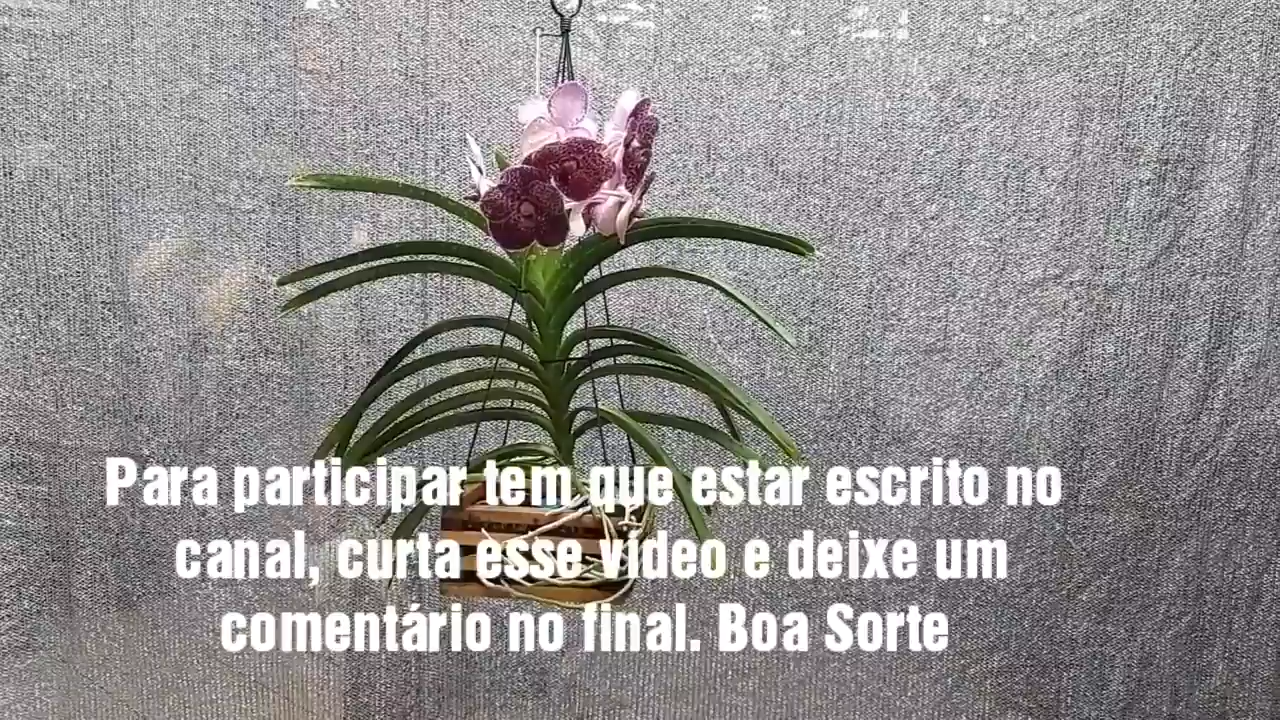 Para participar tem que estar escrito no
canal, curta esse vídeo e deixe um
comentário no final. Boa Sorte